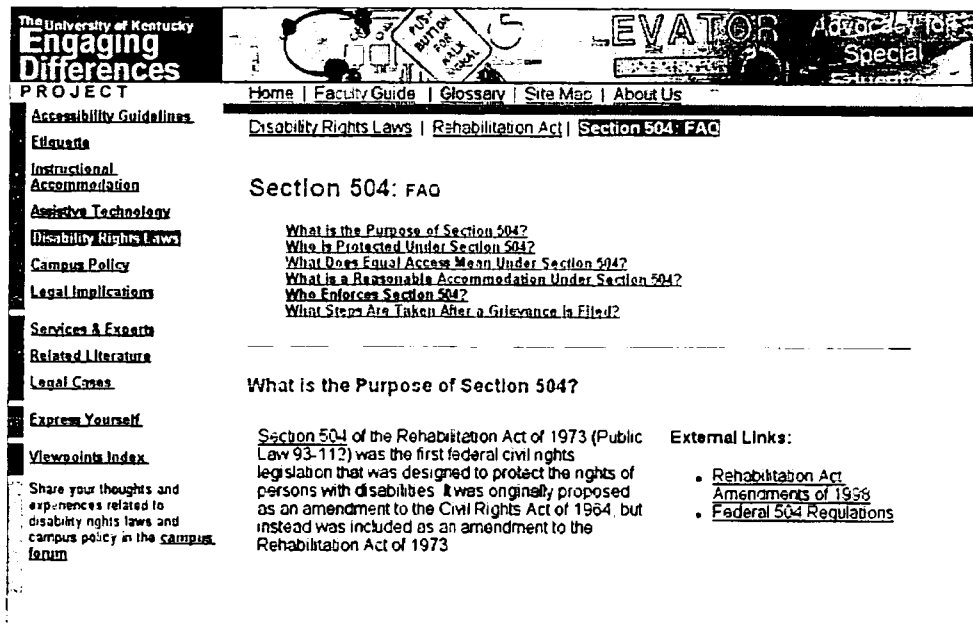 The University of Kentucky
Engaging
Differences
PROJECT
PUSH
BUTTON
FOR
WALK
SIGNAL
LEVATOR
Special
Home | Faculty Guide | Glossary | Site Map | About Us
Disability Rights Laws | Rehabilitation Act | Section 504: FAQ
Accessibility Guidelines
Etiquette
Instructional
Accommodation
Assistive Technology
Disability Rights Laws
Campus Policy
Legal Implications
Services & Experts
Related Literature
Legal Cases
Express Yourself
Viewpoints Index
Share your thoughts and
experiences related to
disability rights laws and
campus policy in the campus
forum
Section 504: FAQ
What is the Purpose of Section 504?
Who Is Protected Under Section 504?
What Does Equal Access Mean Under Section 504?
What is a Reasonable Accommodation Under Section 504?
Who Enforces Section 504?
What Steps Are Taken After a Grievance is Filed?
What is the Purpose of Section 504?
Section 504 of the Rehabilitation Act of 1973 (Public
Law 93-112) was the first federal civil rights
legislation that was designed to protect the rights of
persons with disabilities. It was originally proposed
as an amendment to the Civil Rights Act of 1964, but
instead was included as an amendment to the
Rehabilitation Act of 1973
External Links:
• Rehabilitation Act
Amendments of 1998
• Federal 504 Regulations